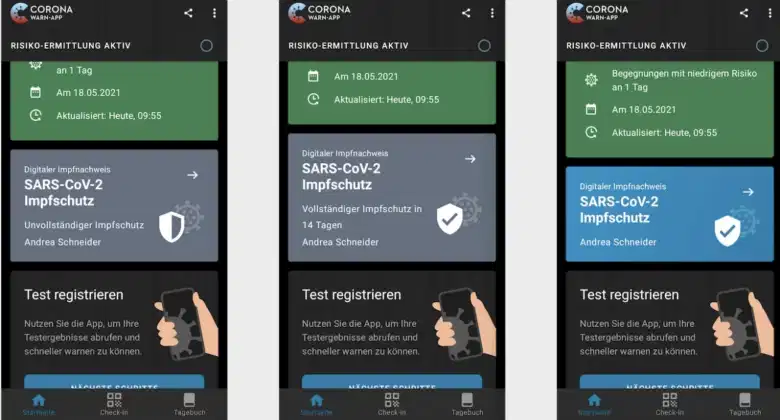 CORONA
WARN-APP
RISIKO-ERMITTLUNG AKTIV
an 1 Tag
Am 18.05.2021
Aktualisiert: Heute, 09:55
Digitaler Impfnachweis
SARS-CoV-2
Impfschutz
Unvollständiger Impfschutz
Andrea Schneider
Test registrieren
Nutzen Sie die App, um Ihre
Testergebnisse abrufen und
schneller warnen zu können.
NÄCHSTE SCHRITTE
Startseite
Check-in
Tagebuch
CORONA
WARN-APP
RISIKO-ERMITTLUNG AKTIV
Am 18.05.2021
Aktualisiert: Heute, 09:55
Digitaler Impfnachweis
SARS-CoV-2
Impfschutz
Vollständiger Impfschutz in
14 Tagen
Andrea Schneider
Test registrieren
Nutzen Sie die App, um Ihre
Testergebnisse abrufen und
schneller warnen zu können.
NÄCHSTE SCHRITTE
Startseite
Check-in
Tagebuch
CORONA
WARN-APP
RISIKO-ERMITTLUNG AKTIV
Begegnungen mit niedrigem Risiko
an 1 Tag
Am 18.05.2021
Aktualisiert: Heute, 09:55
Digitaler Impfnachweis
SARS-CoV-2
Impfschutz
Andrea Schneider
Test registrieren
Nutzen Sie die App, um Ihre
Testergebnisse abrufen und
schneller warnen zu können.
NÄCHSTE SCHRITTE
Startseite
Check-in
Tagebuch